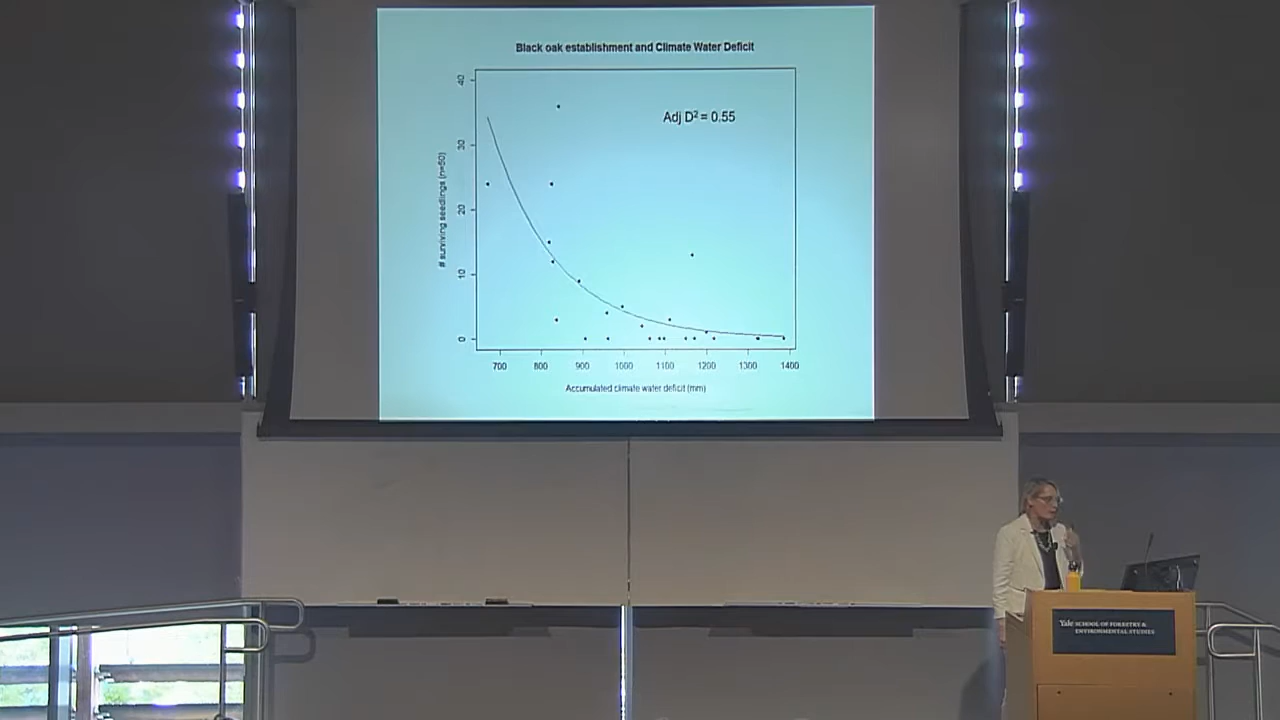 Black oak establishment and Climate Water Deficit
Adj D² = 0.55
# surviving seedlings (n=50)
40
30
20
10
0
700 800 900 1000 1100 1200 1300 1400
Accumulated climate water deficit (mm)
Yale SCHOOL OF FORESTRY &
ENVIRONMENTAL STUDIES